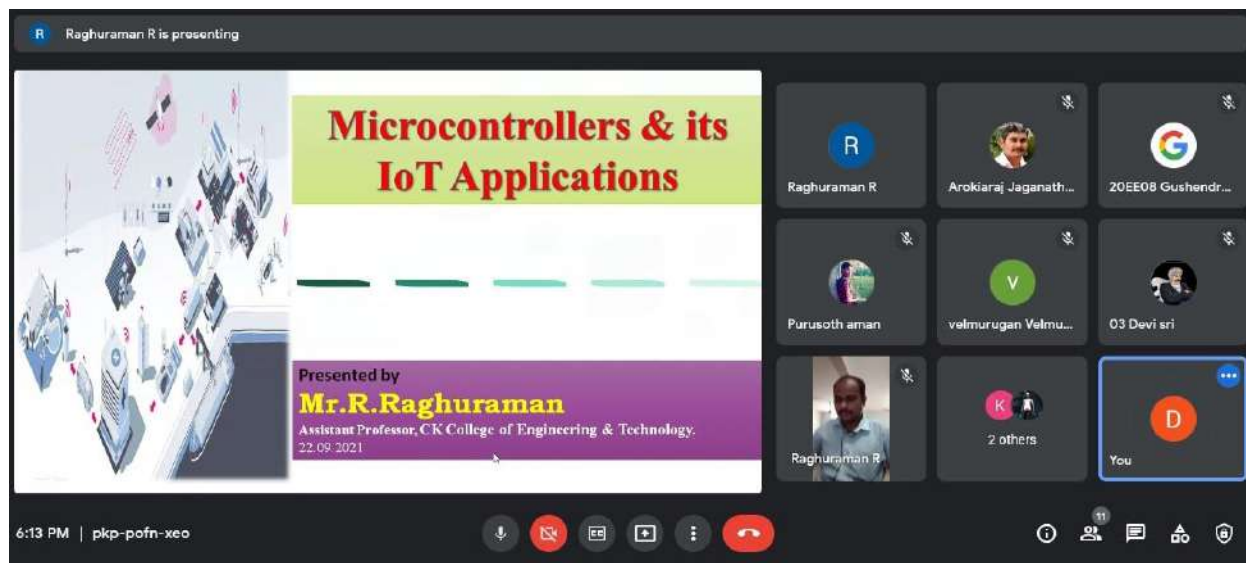 R Raghuraman R is presenting
Microcontrollers & its
IoT Applications
Presented by
Mr.R.Raghuraman
Assistant Professor, CK College of Engineering & Technology.
22.09.2021
R
Raghuraman R
Arokiaraj Jaganath...
G
20EE08 Gushendr...
Purusoth aman
V
velmurugan Velmu...
03 Devi sri
Raghuraman R
K
2 others
D
You
6:13 PM | pkp-pofn-xeo
CC
11